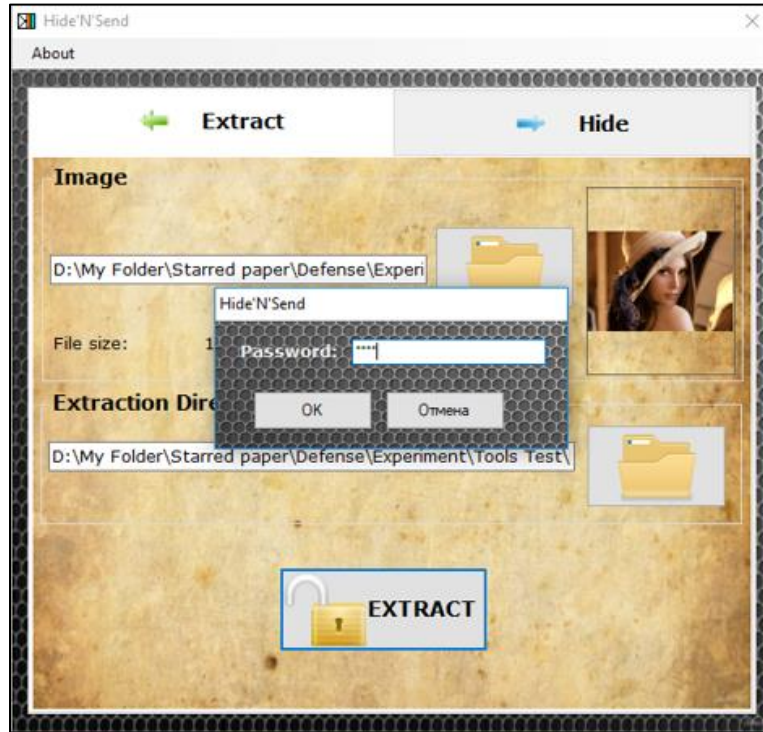 Hide'N'Send
About
Extract
Hide
Image
D:\My Folder\Starred paper\Defense\Experi
Hide'N'Send
File size: 1
Password: ****
Extraction Dire
OK
Отмена
D:\My Folder\Starred paper\Defense\Experiment\Tools Test\
EXTRACT